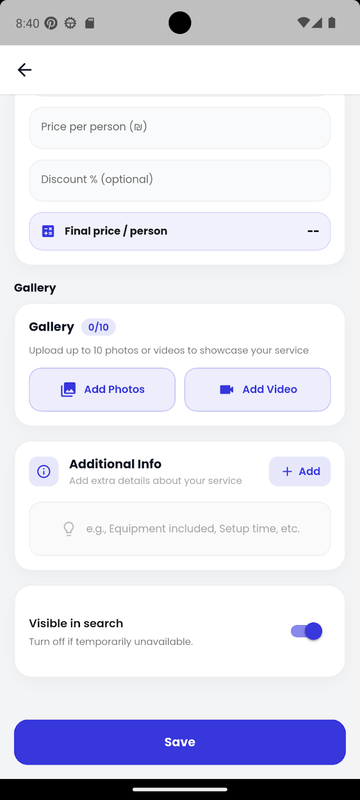 8:40
Price per person (₪)
Discount % (optional)
Final price / person --
Gallery
Gallery 0/10
Upload up to 10 photos or videos to showcase your service
Add Photos Add Video
Additional Info
Add extra details about your service
+ Add
e.g., Equipment included, Setup time, etc.
Visible in search
Turn off if temporarily unavailable.
Save